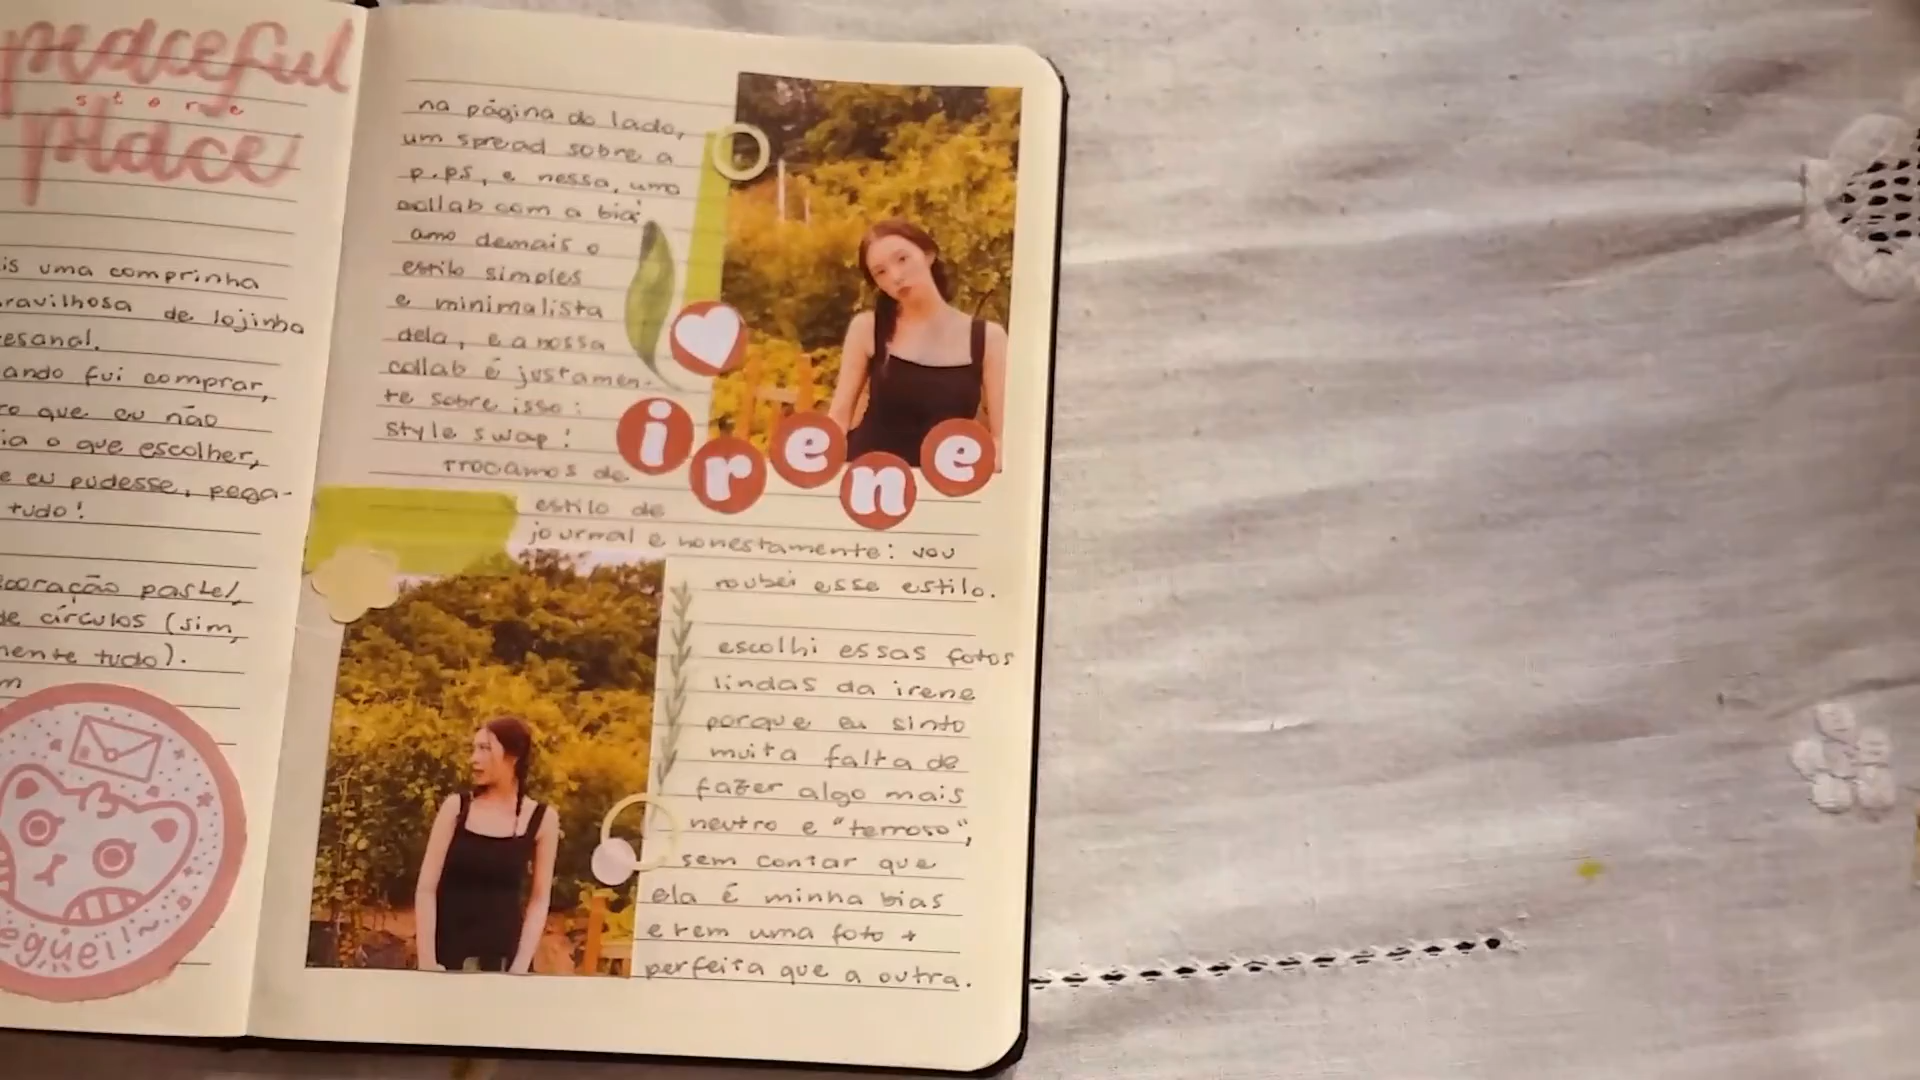 peaceful
store
place
is uma comprinha
ravilhosa de lojinha
esanal.
ando fui comprar,
ro que eu não
ia o que escolher,
e eu pudesse, pega-
tudo!
coração pastel,
de círculos (sim,
mente tudo).
m
eguei!~
na página do lado,
um spread sobre a
p.ps, e nessa, uma
collab com a bia!
amo demais o
estilo simples
e minimalista
dela, e a nossa
collab é justamen-
te sobre isso:
style swap!
trocamos de
estilo de
journal e honestamente: vou
roubei esse estilo.
irene
escolhi essas fotos
lindas da irene
porque eu sinto
muita falta de
fazer algo mais
neutro e "terroso",
sem contar que
ela é minha bias
e tem uma foto +
perfeita que a outra.